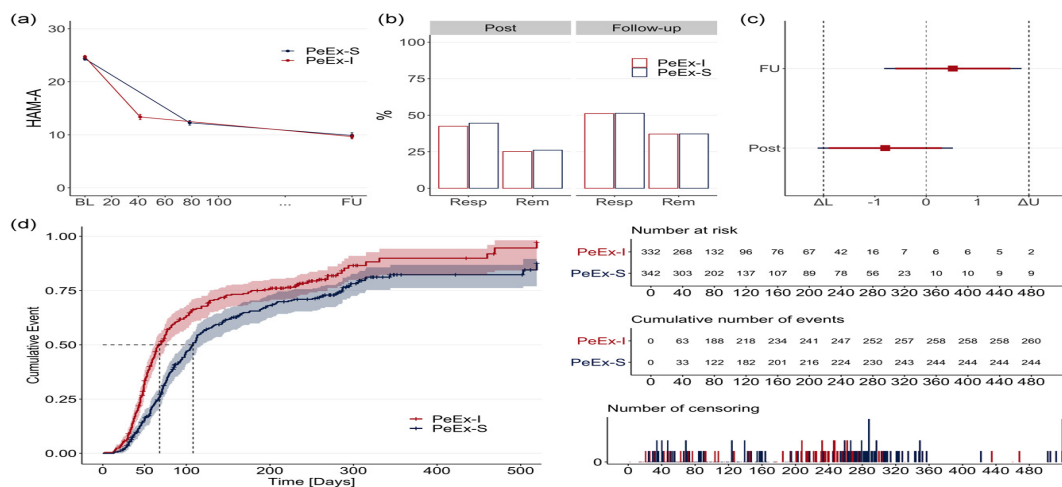 (a)
HAM-A
30
20
10
0
BL 20 40 60 80 100 ... FU
PeEx-S
PeEx-I
(b)
Post Follow-up
%
100
75
50
25
0
PeEx-I
PeEx-S
Resp Rem Resp Rem
(c)
FU
Post
ΔL -1 0 1 ΔU
(d)
Cumulative Event
1.00
0.75
0.50
0.25
0.00
PeEx-I
PeEx-S
0 50 100 200 300 400 500
Time [Days]
Number at risk
PeEx-I 332 268 132 96 76 67 42 16 7 6 6 5 2
PeEx-S 342 303 202 137 107 89 78 56 23 10 10 9 9
0 40 80 120 160 200 240 280 320 360 400 440 480
Cumulative number of events
PeEx-I 0 63 188 218 234 241 247 252 257 258 258 258 260
PeEx-S 0 33 122 182 201 216 224 230 243 244 244 244 244
0 40 80 120 160 200 240 280 320 360 400 440 480
Number of censoring
0
0 40 80 120 160 200 240 280 320 360 400 440 480